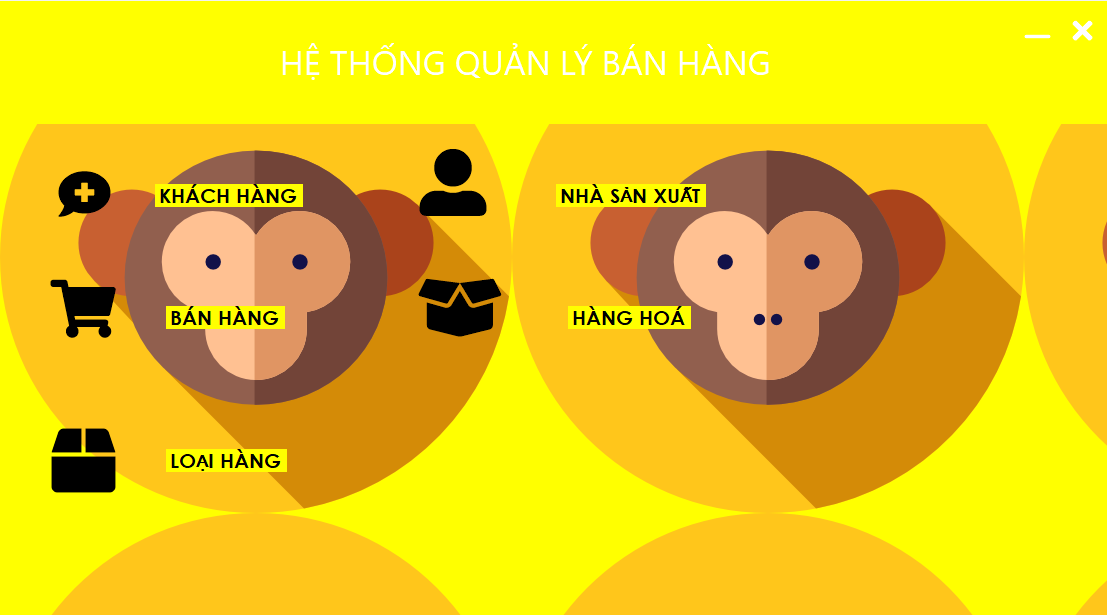 HỆ THỐNG QUẢN LÝ BÁN HÀNG
KHÁCH HÀNG
NHÀ SẢN XUẤT
BÁN HÀNG
HÀNG HOÁ
LOẠI HÀNG